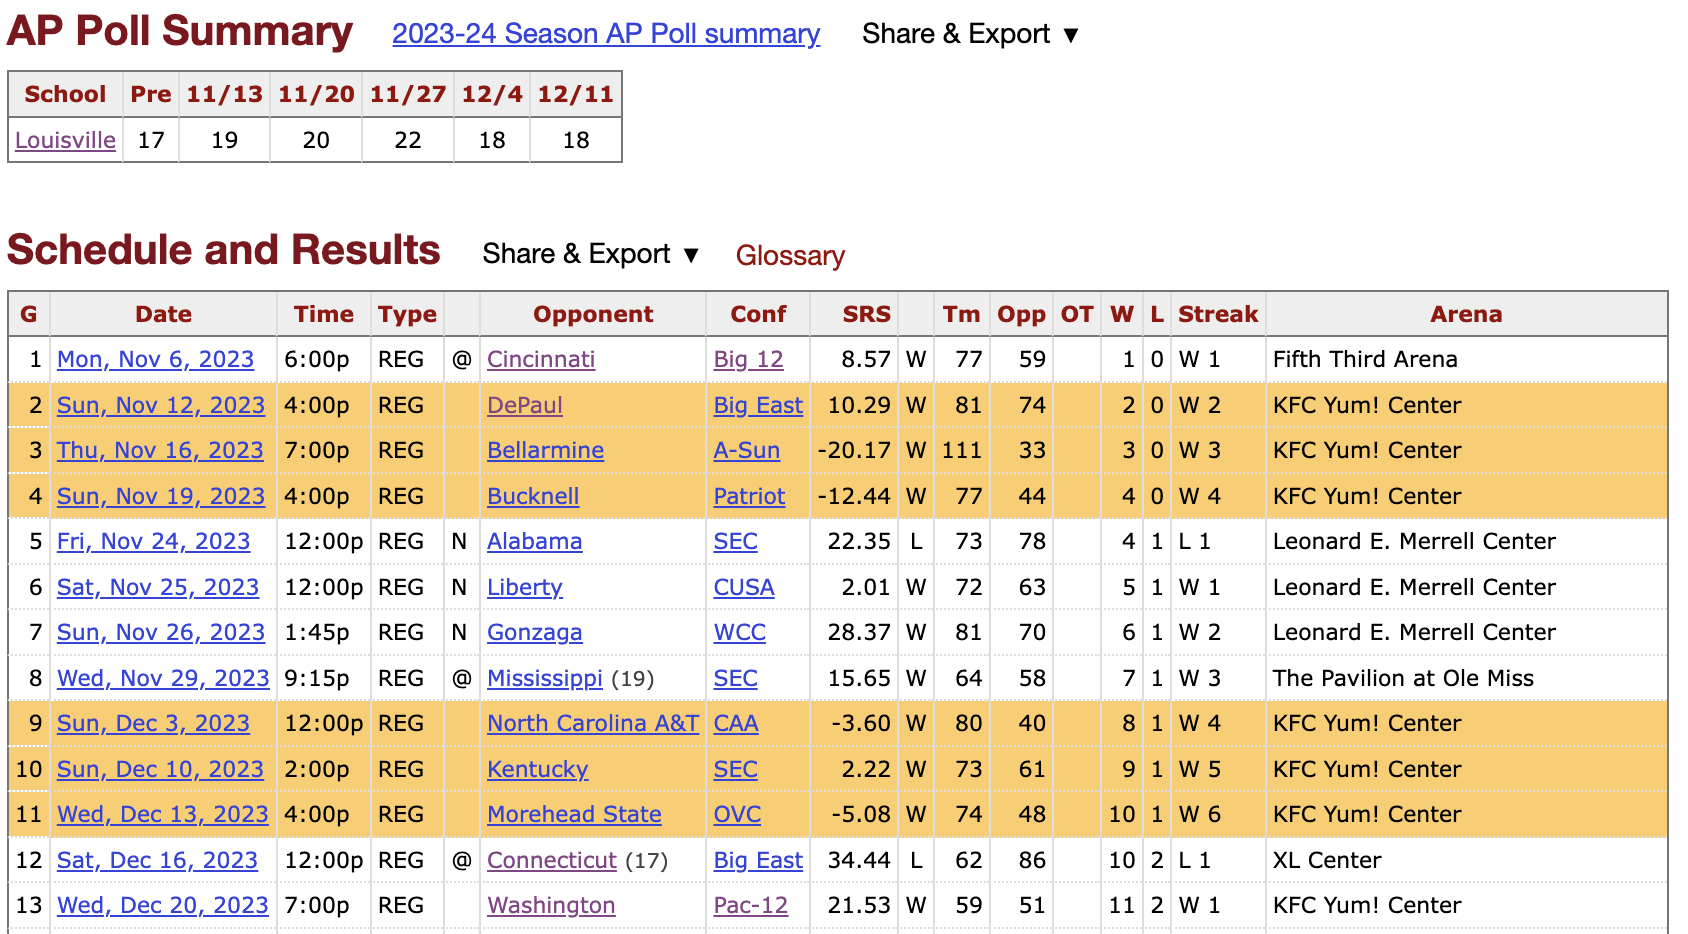 AP Poll Summary 2023-24 Season AP Poll summary Share & Export ▼
School Pre 11/13 11/20 11/27 12/4 12/11
Louisville 17 19 20 22 18 18
Schedule and Results Share & Export ▼ Glossary
G Date Time Type Opponent Conf SRS Tm Opp OT W L Streak Arena
1 Mon, Nov 6, 2023 6:00p REG @ Cincinnati Big 12 8.57 W 77 59 1 0 W 1 Fifth Third Arena
2 Sun, Nov 12, 2023 4:00p REG DePaul Big East 10.29 W 81 74 2 0 W 2 KFC Yum! Center
3 Thu, Nov 16, 2023 7:00p REG Bellarmine A-Sun -20.17 W 111 33 3 0 W 3 KFC Yum! Center
4 Sun, Nov 19, 2023 4:00p REG Bucknell Patriot -12.44 W 77 44 4 0 W 4 KFC Yum! Center
5 Fri, Nov 24, 2023 12:00p REG N Alabama SEC 22.35 L 73 78 4 1 L 1 Leonard E. Merrell Center
6 Sat, Nov 25, 2023 12:00p REG N Liberty CUSA 2.01 W 72 63 5 1 W 1 Leonard E. Merrell Center
7 Sun, Nov 26, 2023 1:45p REG N Gonzaga WCC 28.37 W 81 70 6 1 W 2 Leonard E. Merrell Center
8 Wed, Nov 29, 2023 9:15p REG @ Mississippi (19) SEC 15.65 W 64 58 7 1 W 3 The Pavilion at Ole Miss
9 Sun, Dec 3, 2023 12:00p REG North Carolina A&T CAA -3.60 W 80 40 8 1 W 4 KFC Yum! Center
10 Sun, Dec 10, 2023 2:00p REG Kentucky SEC 2.22 W 73 61 9 1 W 5 KFC Yum! Center
11 Wed, Dec 13, 2023 4:00p REG Morehead State OVC -5.08 W 74 48 10 1 W 6 KFC Yum! Center
12 Sat, Dec 16, 2023 12:00p REG @ Connecticut (17) Big East 34.44 L 62 86 10 2 L 1 XL Center
13 Wed, Dec 20, 2023 7:00p REG Washington Pac-12 21.53 W 59 51 11 2 W 1 KFC Yum! Center